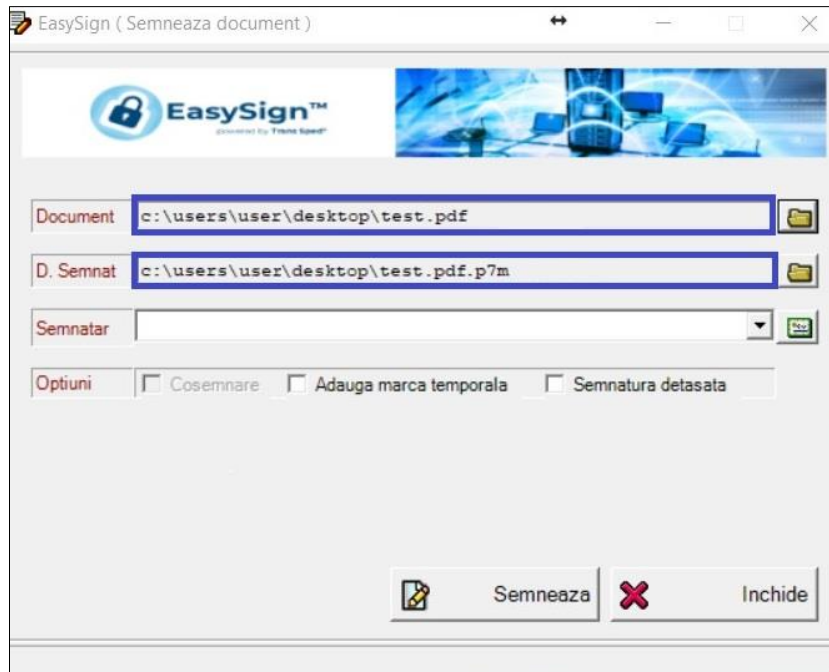 EasySign ( Semneaza document )
EasySign™
powered by Trans Sped®
Document c:\users\user\desktop\test.pdf
D. Semnat c:\users\user\desktop\test.pdf.p7m
Semnatar
Optiuni Cosemnare Adauga marca temporala Semnatura detasata
Semneaza Inchide